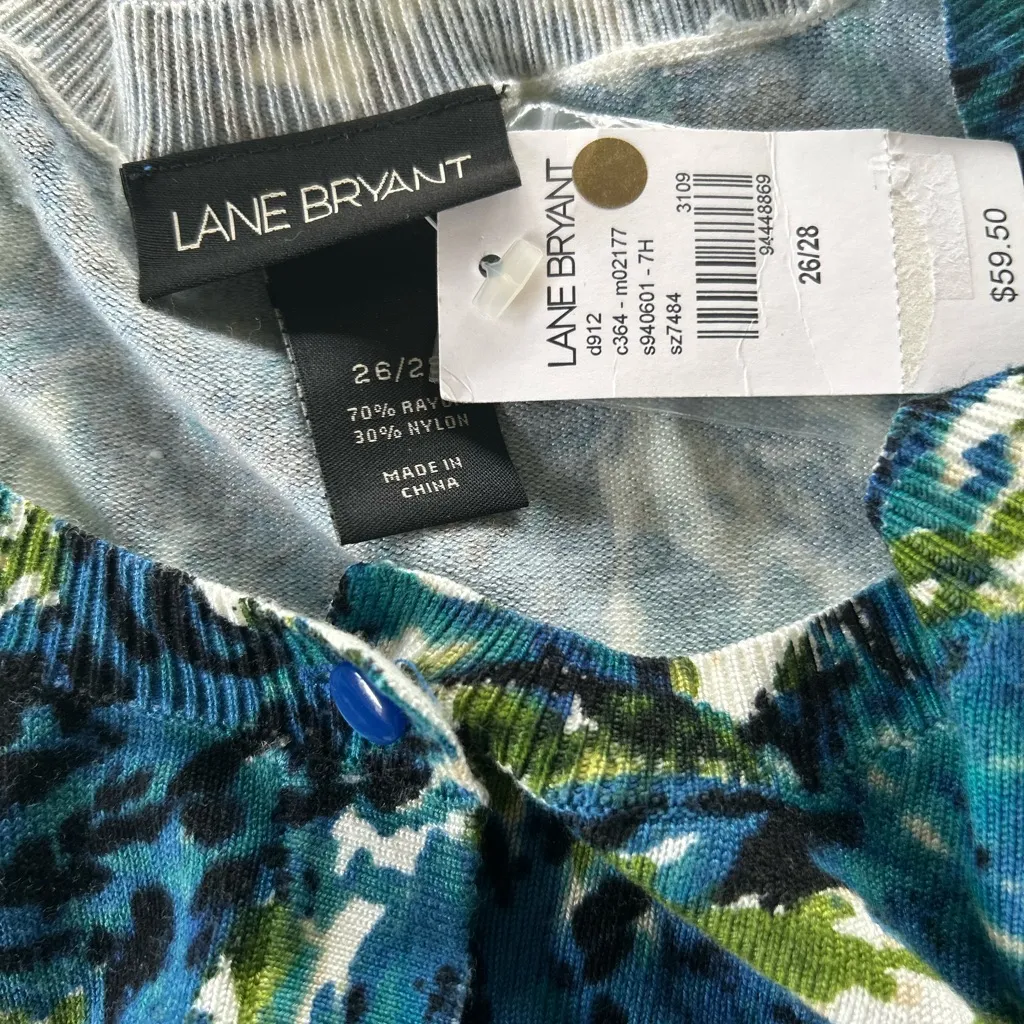 LANE BRYANT
26/2
70%
30% NYLON
MADE IN
CHINA
LANE BRYANT
d912
c364 - m02177
s940601 - 7H
sz7484
3109
94448869
26/28
$59.50